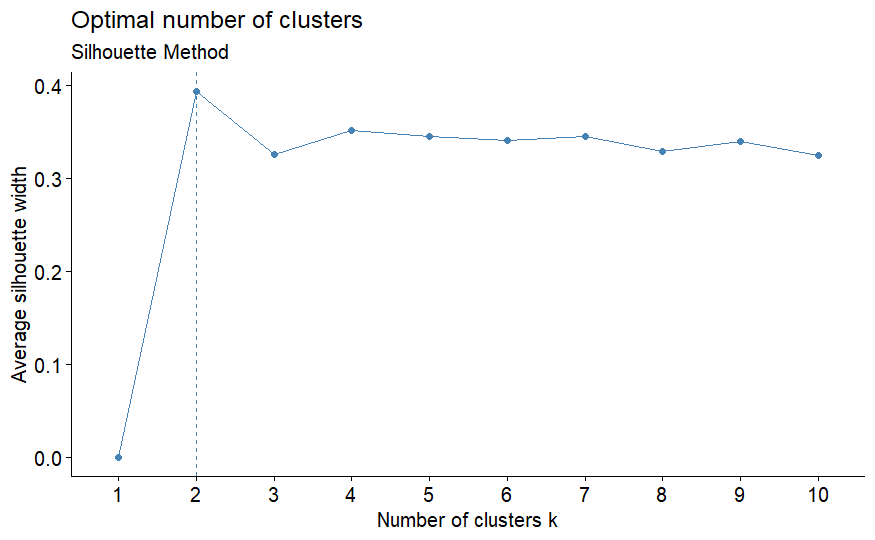 Optimal number of clusters
Silhouette Method
0.4
0.3
0.2
0.1
0.0
Average silhouette width
1 2 3 4 5 6 7 8 9 10
Number of clusters k